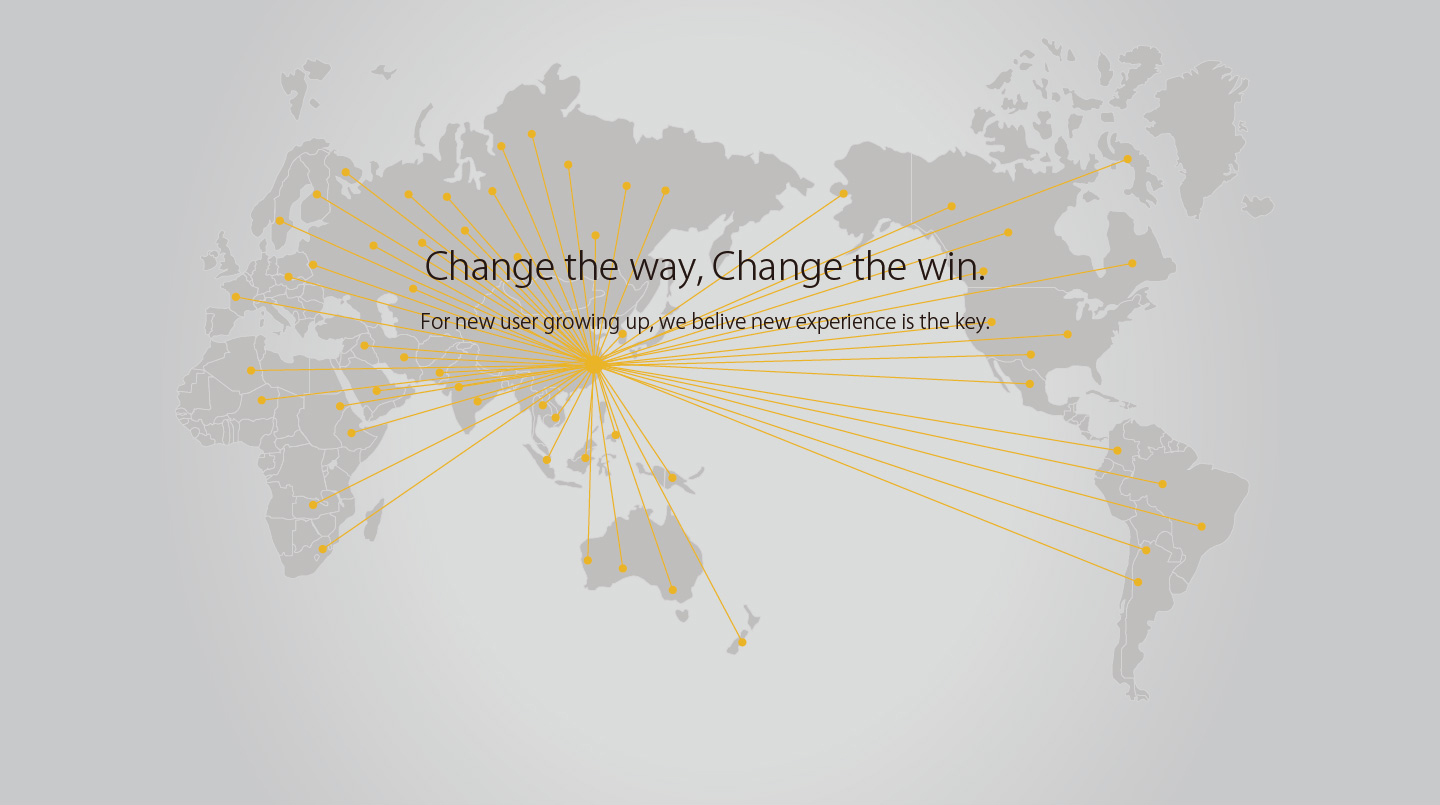 Change the way, Change the win.
For new user growing up, we belive new experience is the key.